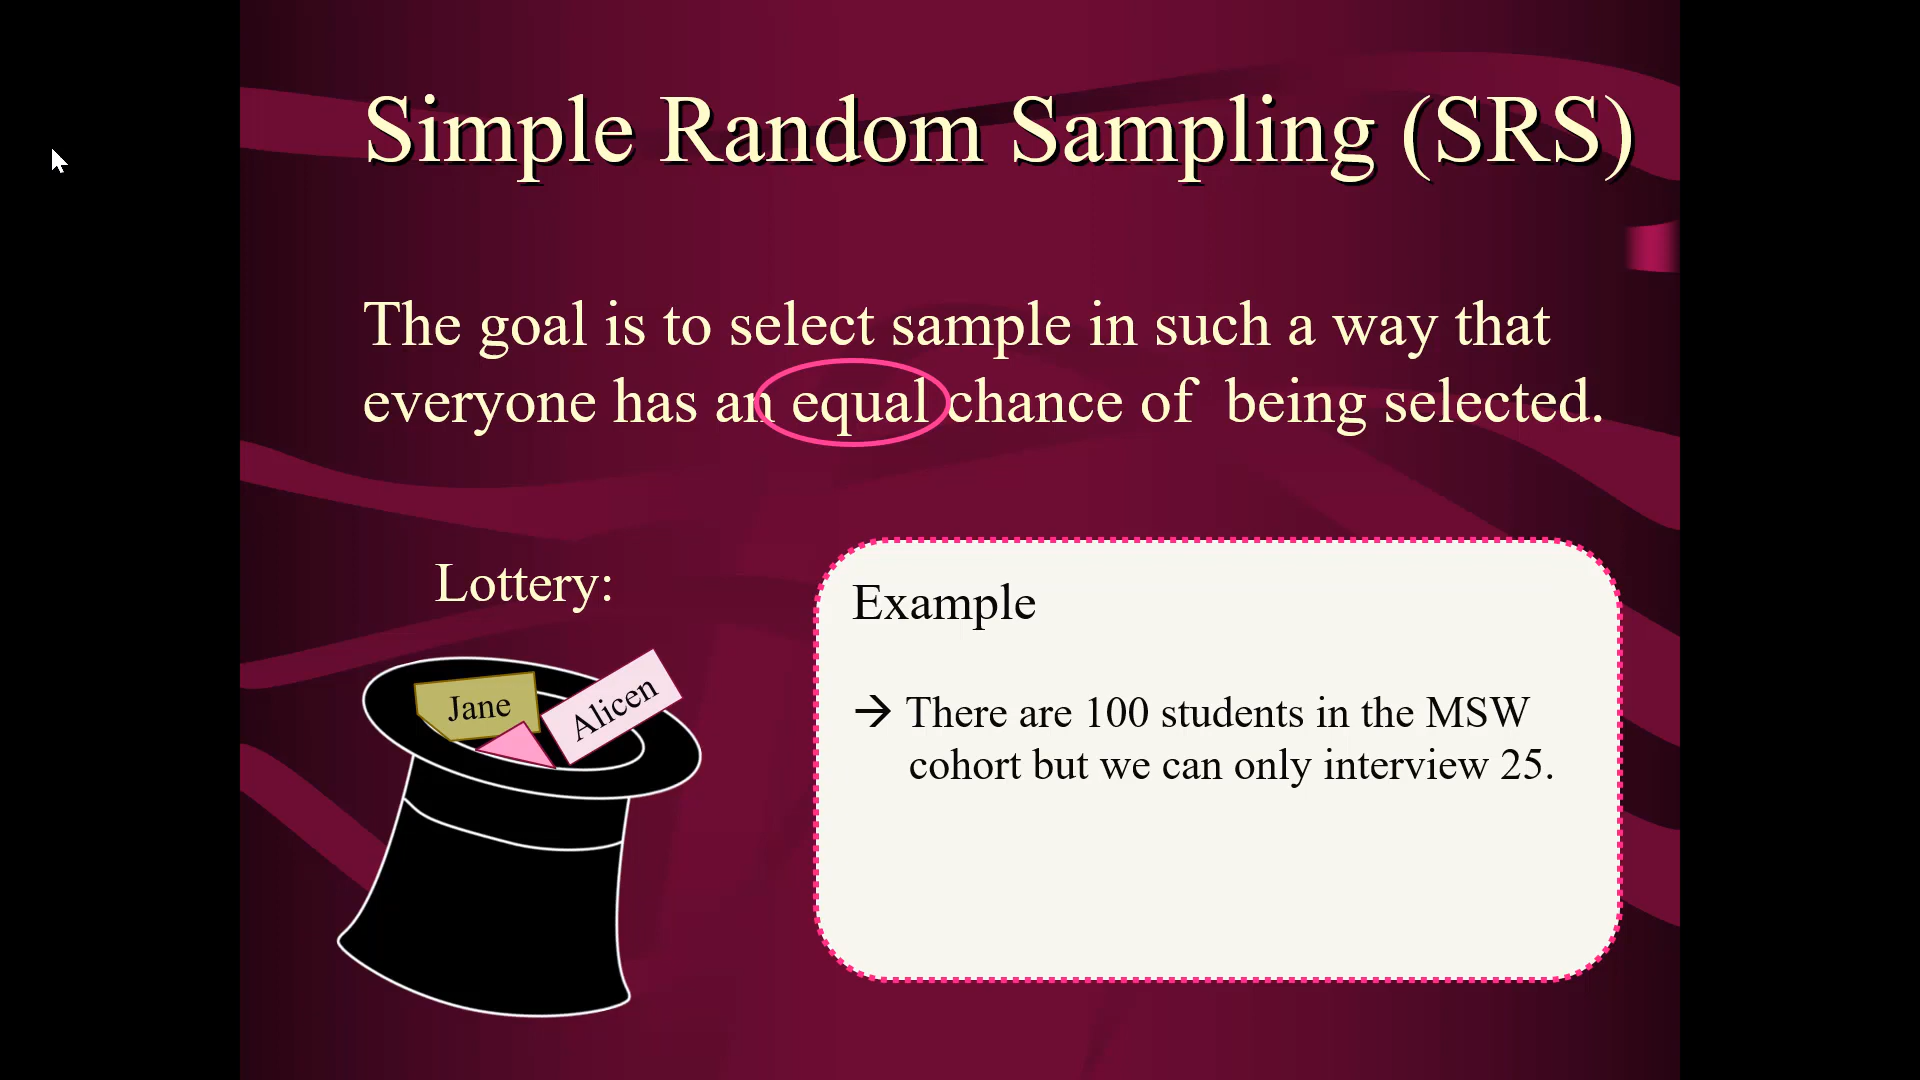 Simple Random Sampling (SRS)
The goal is to select sample in such a way that
everyone has an equal chance of being selected.
Lottery:
Jane
Alicen
Example
→ There are 100 students in the MSW
cohort but we can only interview 25.